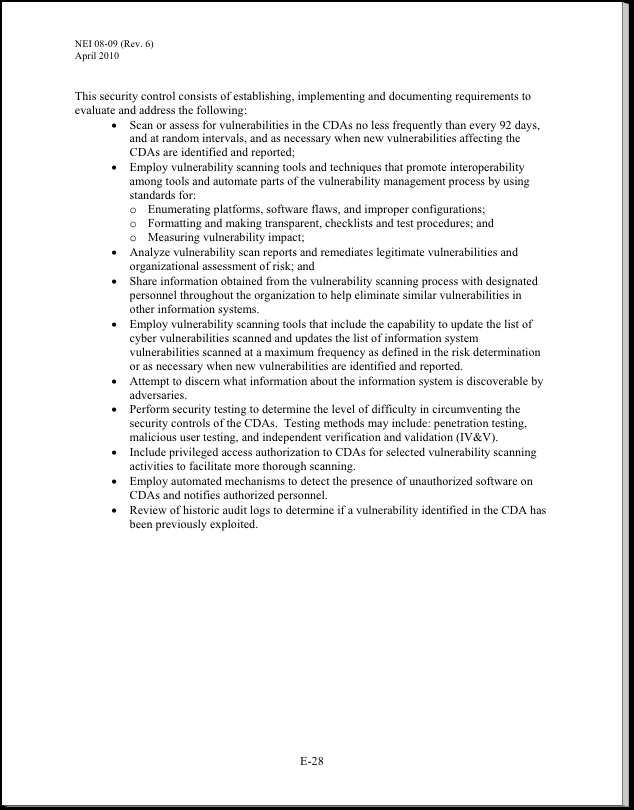 NEI 08-09 (Rev. 6)
April 2010
This security control consists of establishing, implementing and documenting requirements to
evaluate and address the following:
• Scan or assess for vulnerabilities in the CDAs no less frequently than every 92 days,
and at random intervals, and as necessary when new vulnerabilities affecting the
CDAs are identified and reported;
• Employ vulnerability scanning tools and techniques that promote interoperability
among tools and automate parts of the vulnerability management process by using
standards for:
o Enumerating platforms, software flaws, and improper configurations;
o Formatting and making transparent, checklists and test procedures; and
o Measuring vulnerability impact;
• Analyze vulnerability scan reports and remediates legitimate vulnerabilities and
organizational assessment of risk; and
• Share information obtained from the vulnerability scanning process with designated
personnel throughout the organization to help eliminate similar vulnerabilities in
other information systems.
• Employ vulnerability scanning tools that include the capability to update the list of
cyber vulnerabilities scanned and updates the list of information system
vulnerabilities scanned at a maximum frequency as defined in the risk determination
or as necessary when new vulnerabilities are identified and reported.
• Attempt to discern what information about the information system is discoverable by
adversaries.
• Perform security testing to determine the level of difficulty in circumventing the
security controls of the CDAs. Testing methods may include: penetration testing,
malicious user testing, and independent verification and validation (IV&V).
• Include privileged access authorization to CDAs for selected vulnerability scanning
activities to facilitate more thorough scanning.
• Employ automated mechanisms to detect the presence of unauthorized software on
CDAs and notifies authorized personnel.
• Review of historic audit logs to determine if a vulnerability identified in the CDA has
been previously exploited.
E-28